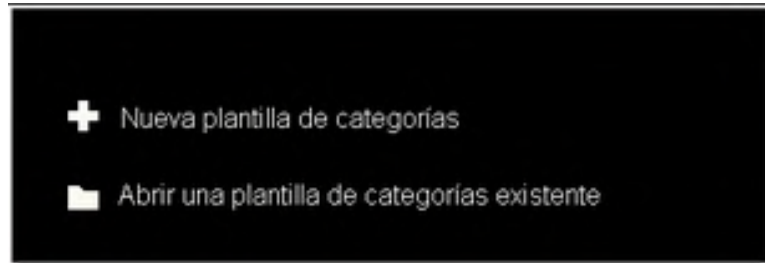 Nueva plantilla de categorías
Abrir una plantilla de categorías existente